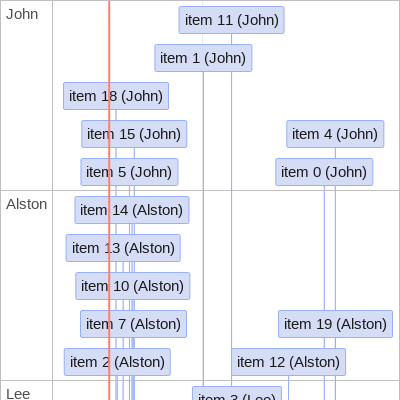 John
item 11 (John)
item 1 (John)
item 18 (John)
item 15 (John)
item 4 (John)
item 5 (John)
item 0 (John)
Alston
item 14 (Alston)
item 13 (Alston)
item 10 (Alston)
item 7 (Alston)
item 19 (Alston)
item 2 (Alston)
item 12 (Alston)
Lee
item 3 (Lee)